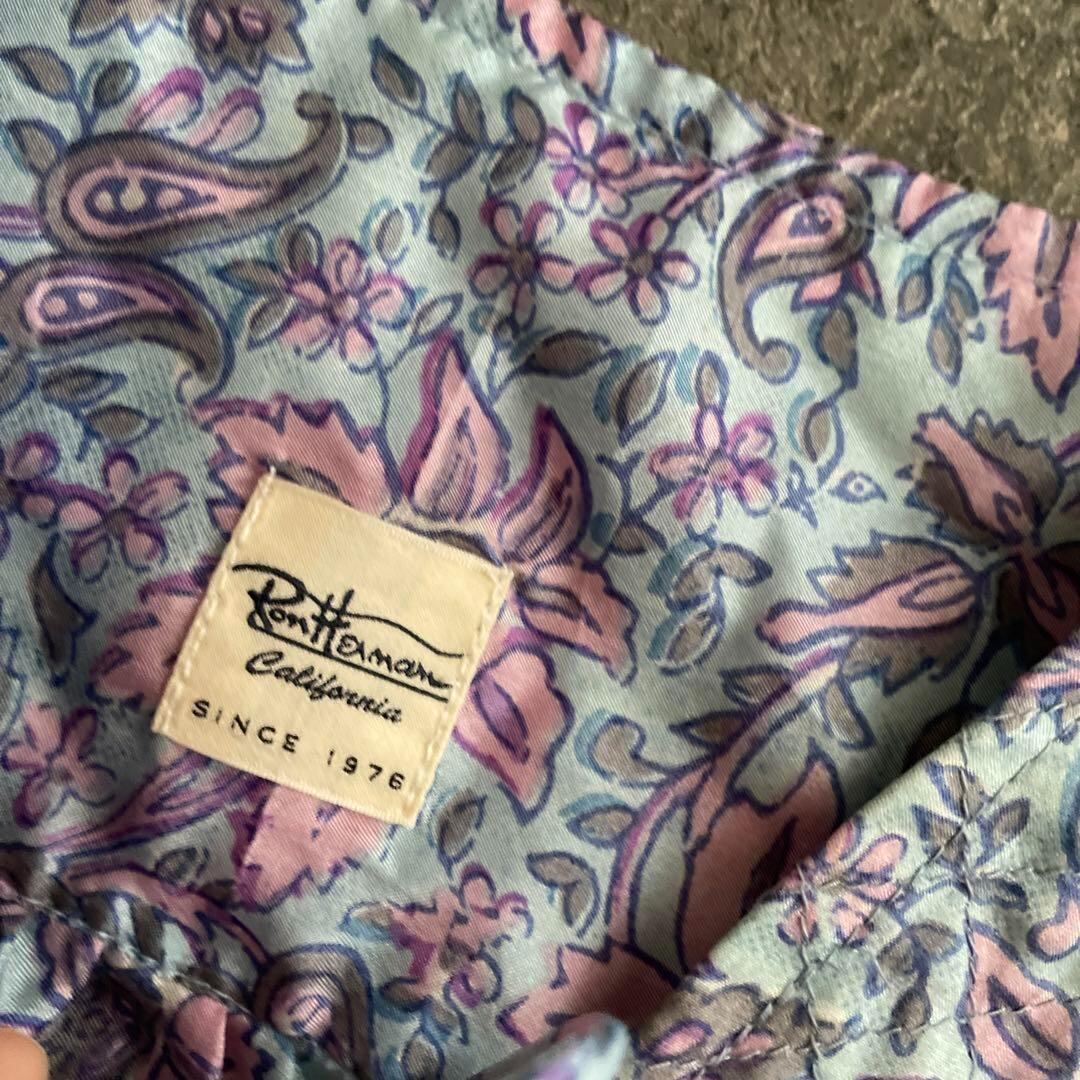 Ron Herman
California
SINCE 1976